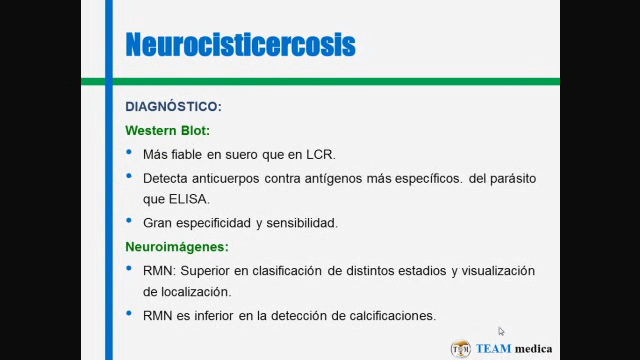 Neurocisticercosis
DIAGNÓSTICO:
Western Blot:
• Más fiable en suero que en LCR.
• Detecta anticuerpos contra antígenos más específicos. del parásito
que ELISA.
• Gran especificidad y sensibilidad.
Neuroimágenes:
• RMN: Superior en clasificación de distintos estadios y visualización
de localización.
• RMN es inferior en la detección de calcificaciones.
TEAM medica